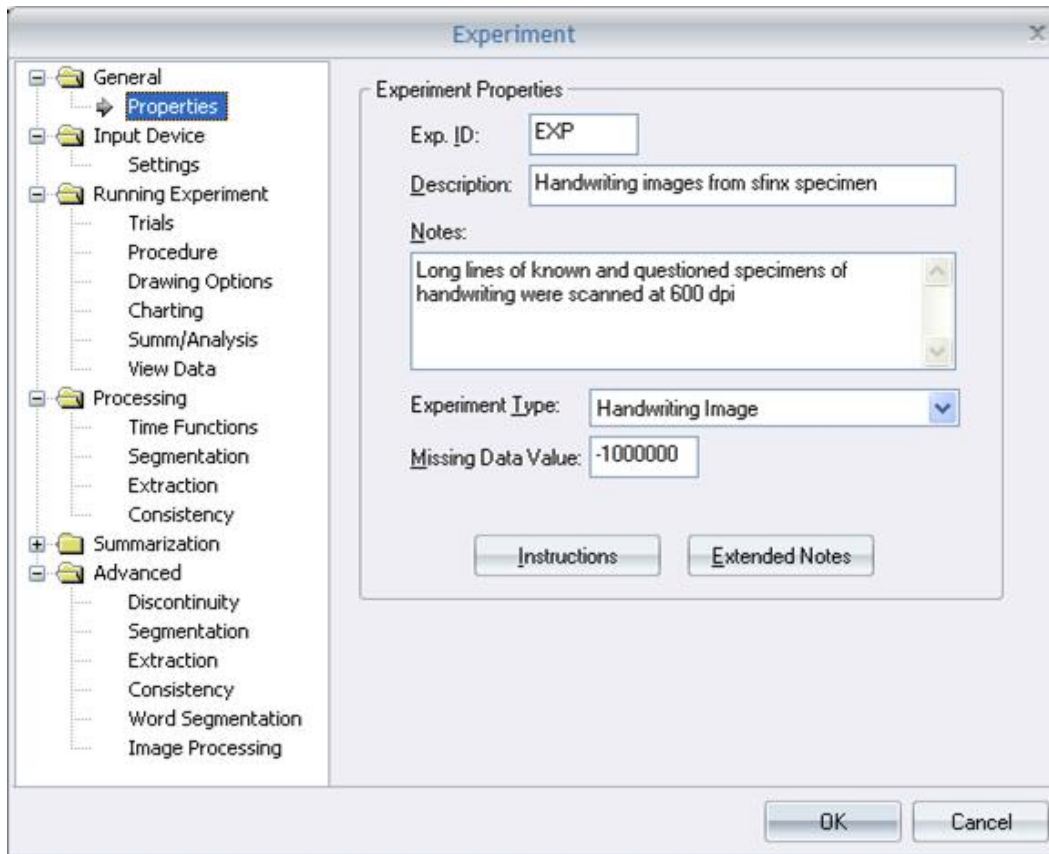 Experiment
General
Properties
Input Device
Settings
Running Experiment
Trials
Procedure
Drawing Options
Charting
Summ/Analysis
View Data
Processing
Time Functions
Segmentation
Extraction
Consistency
Summarization
Advanced
Discontinuity
Segmentation
Extraction
Consistency
Word Segmentation
Image Processing
Experiment Properties
Exp. ID: EXP
Description: Handwriting images from sfinx specimen
Notes:
Long lines of known and questioned specimens of
handwriting were scanned at 600 dpi
Experiment Type: Handwriting Image
Missing Data Value: -1000000
Instructions Extended Notes
OK Cancel